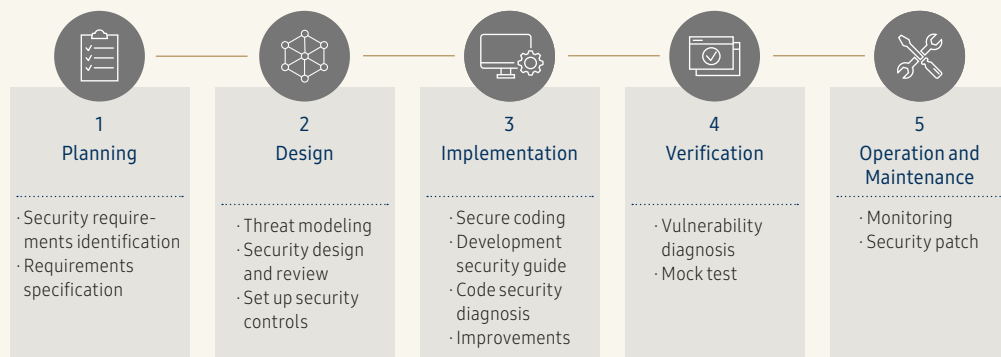 1
Planning
· Security require-
ments identification
· Requirements
specification
2
Design
· Threat modeling
· Security design
and review
· Set up security
controls
3
Implementation
· Secure coding
· Development
security guide
· Code security
diagnosis
· Improvements
4
Verification
· Vulnerability
diagnosis
· Mock test
5
Operation and
Maintenance
· Monitoring
· Security patch